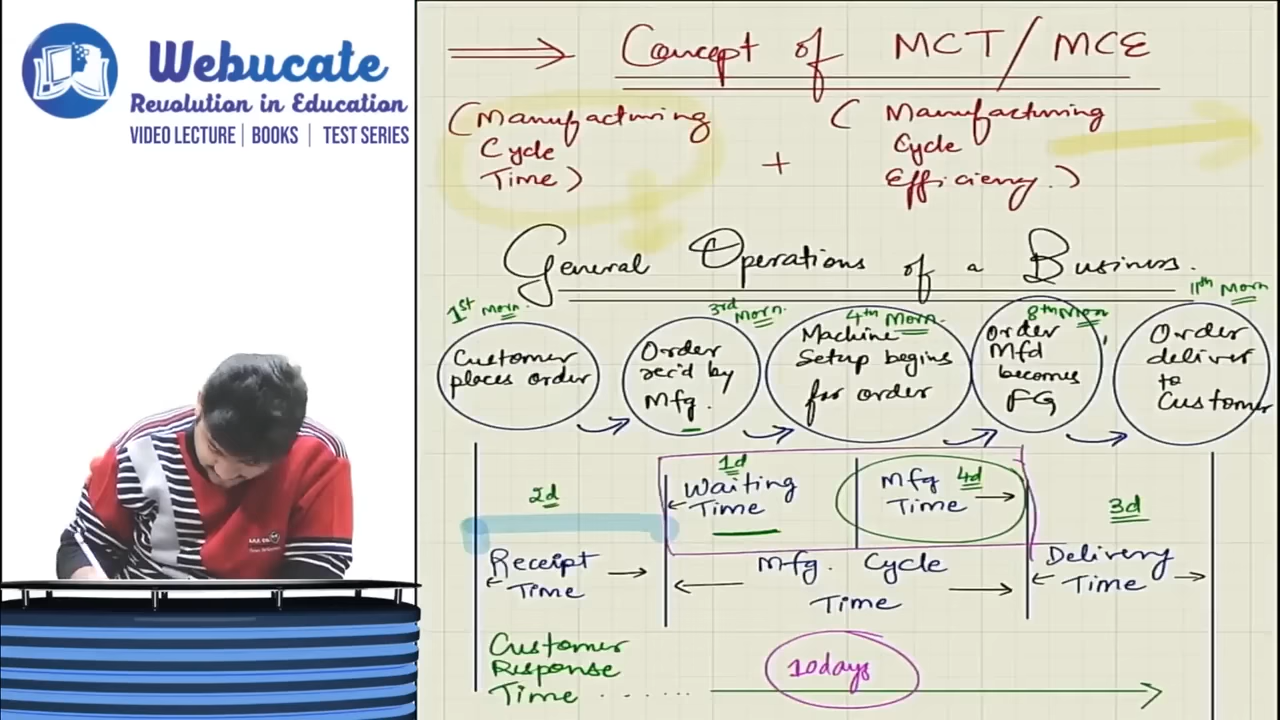 Webucate
Revolution in Education
VIDEO LECTURE | BOOKS | TEST SERIES
⟹ Concept of MCT / MCE
(Manufacturing Cycle Time) + (Manufacturing Cycle Efficiency.)
General Operations of a Business.
1st Morn.
3rd Morn.
4th Morn.
8th Morn
11th Morn
Customer places order
Order rec'd by Mfg.
Machine Setup begins for order
Order Mfd becomes FG
Order deliver to Customer
2d
1d
Waiting Time
Mfg 4d
Time
3d
Receipt Time
Mfg. Cycle Time
Delivery Time
Customer Response Time ......
10days